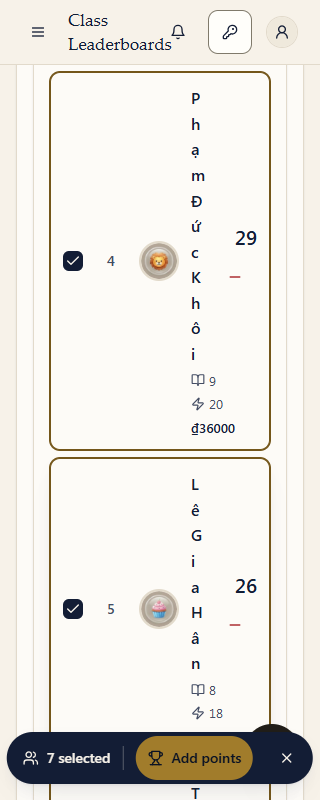 Class
Leaderboards
4
P
h
ạ
m
Đ
ứ
c
K
h
ô
i
9
20
₫36000
29
5
L
ê
G
i
a
H
â
n
8
18
26
7 selected
Add points
T